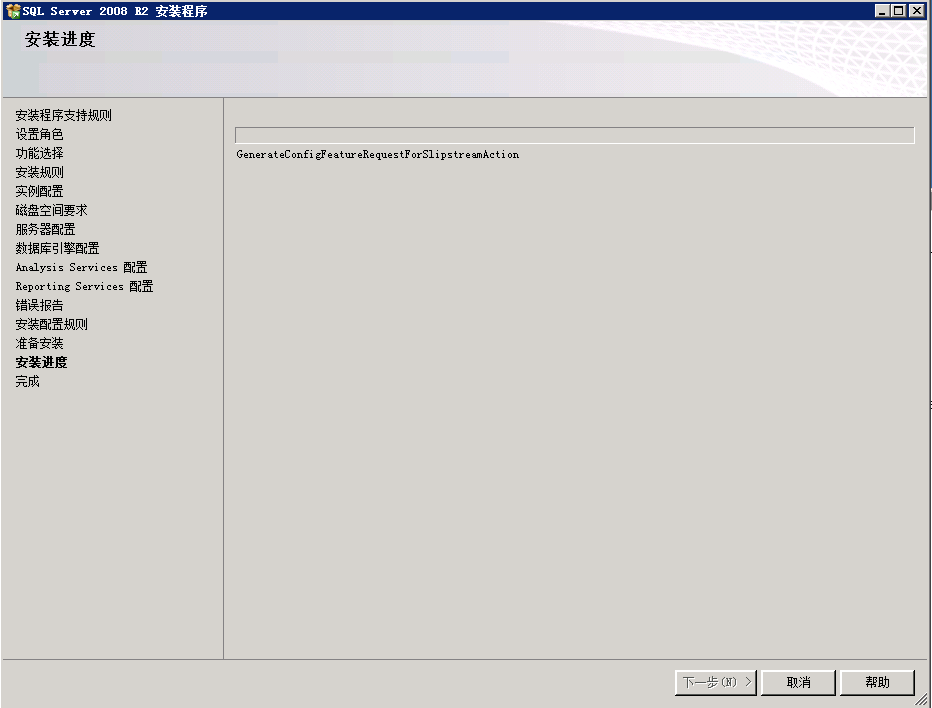 SQL Server 2008 R2 安装程序
安装进度
安装程序支持规则
设置角色
功能选择
安装规则
实例配置
磁盘空间要求
服务器配置
数据库引擎配置
Analysis Services 配置
Reporting Services 配置
错误报告
安装配置规则
准备安装
安装进度
完成
GenerateConfigFeatureRequestForSlipstreamAction
下一步(N) >
取消
帮助